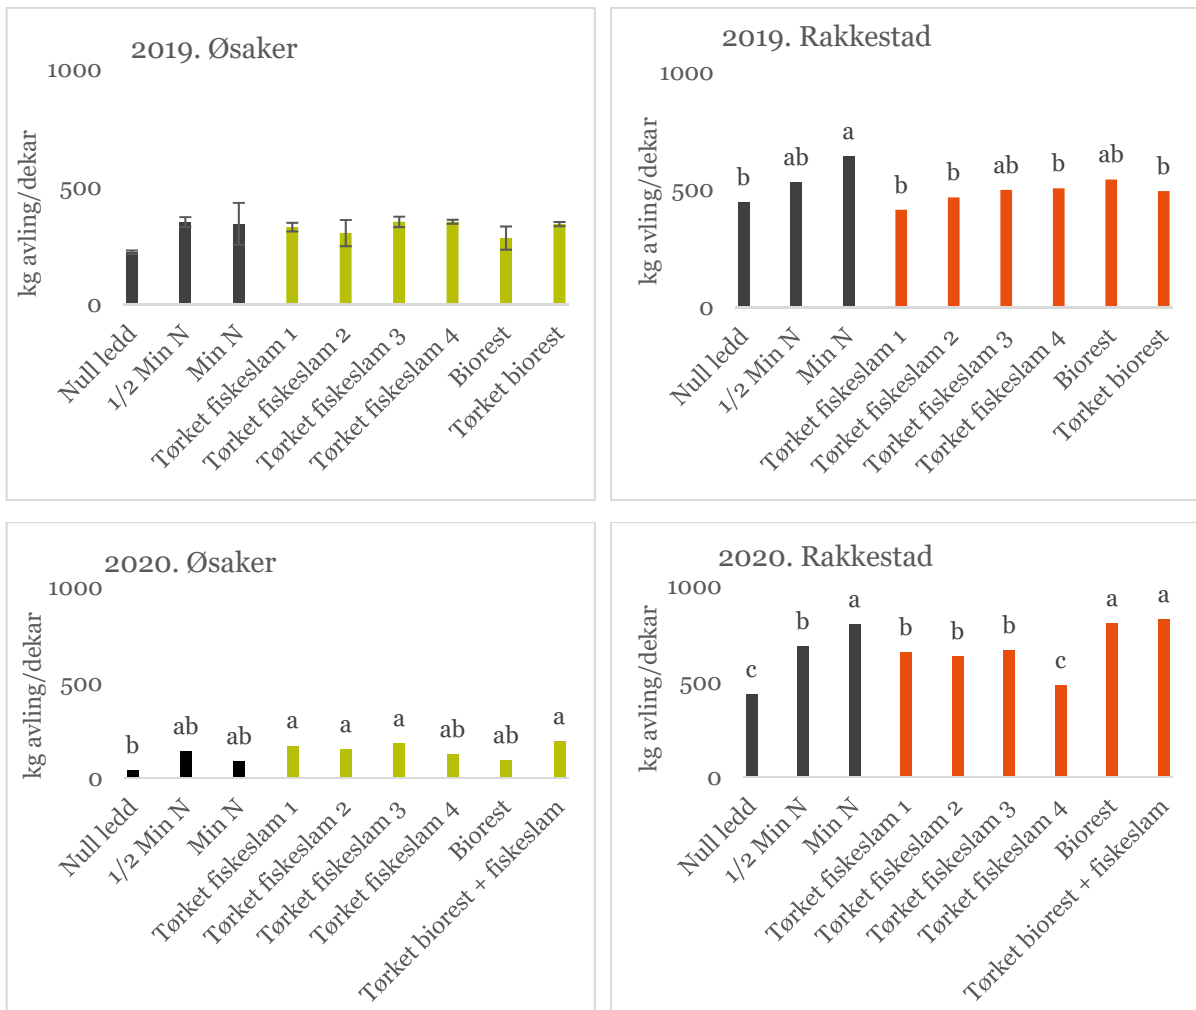 2019. Øsaker
1000
500
0
kg avling/dekar
Null ledd
1/2 Min N
Min N
Tørket fiskeslam 1
Tørket fiskeslam 2
Tørket fiskeslam 3
Tørket fiskeslam 4
Biorest
Tørket biorest
2019. Rakkestad
1000
500
0
kg avling/dekar
b
ab
a
b
b
ab
b
ab
b
Null ledd
1/2 Min N
Min N
Tørket fiskeslam 1
Tørket fiskeslam 2
Tørket fiskeslam 3
Tørket fiskeslam 4
Biorest
Tørket biorest
2020. Øsaker
1000
500
0
kg avling/dekar
b
ab
ab
a
a
a
ab
ab
a
Null ledd
1/2 Min N
Min N
Tørket fiskeslam 1
Tørket fiskeslam 2
Tørket fiskeslam 3
Tørket fiskeslam 4
Biorest
Tørket biorest + fiskeslam
2020. Rakkestad
1000
500
0
kg avling/dekar
c
b
a
b
b
b
c
a
a
Null ledd
1/2 Min N
Min N
Tørket fiskeslam 1
Tørket fiskeslam 2
Tørket fiskeslam 3
Tørket fiskeslam 4
Biorest
Tørket biorest + fiskeslam